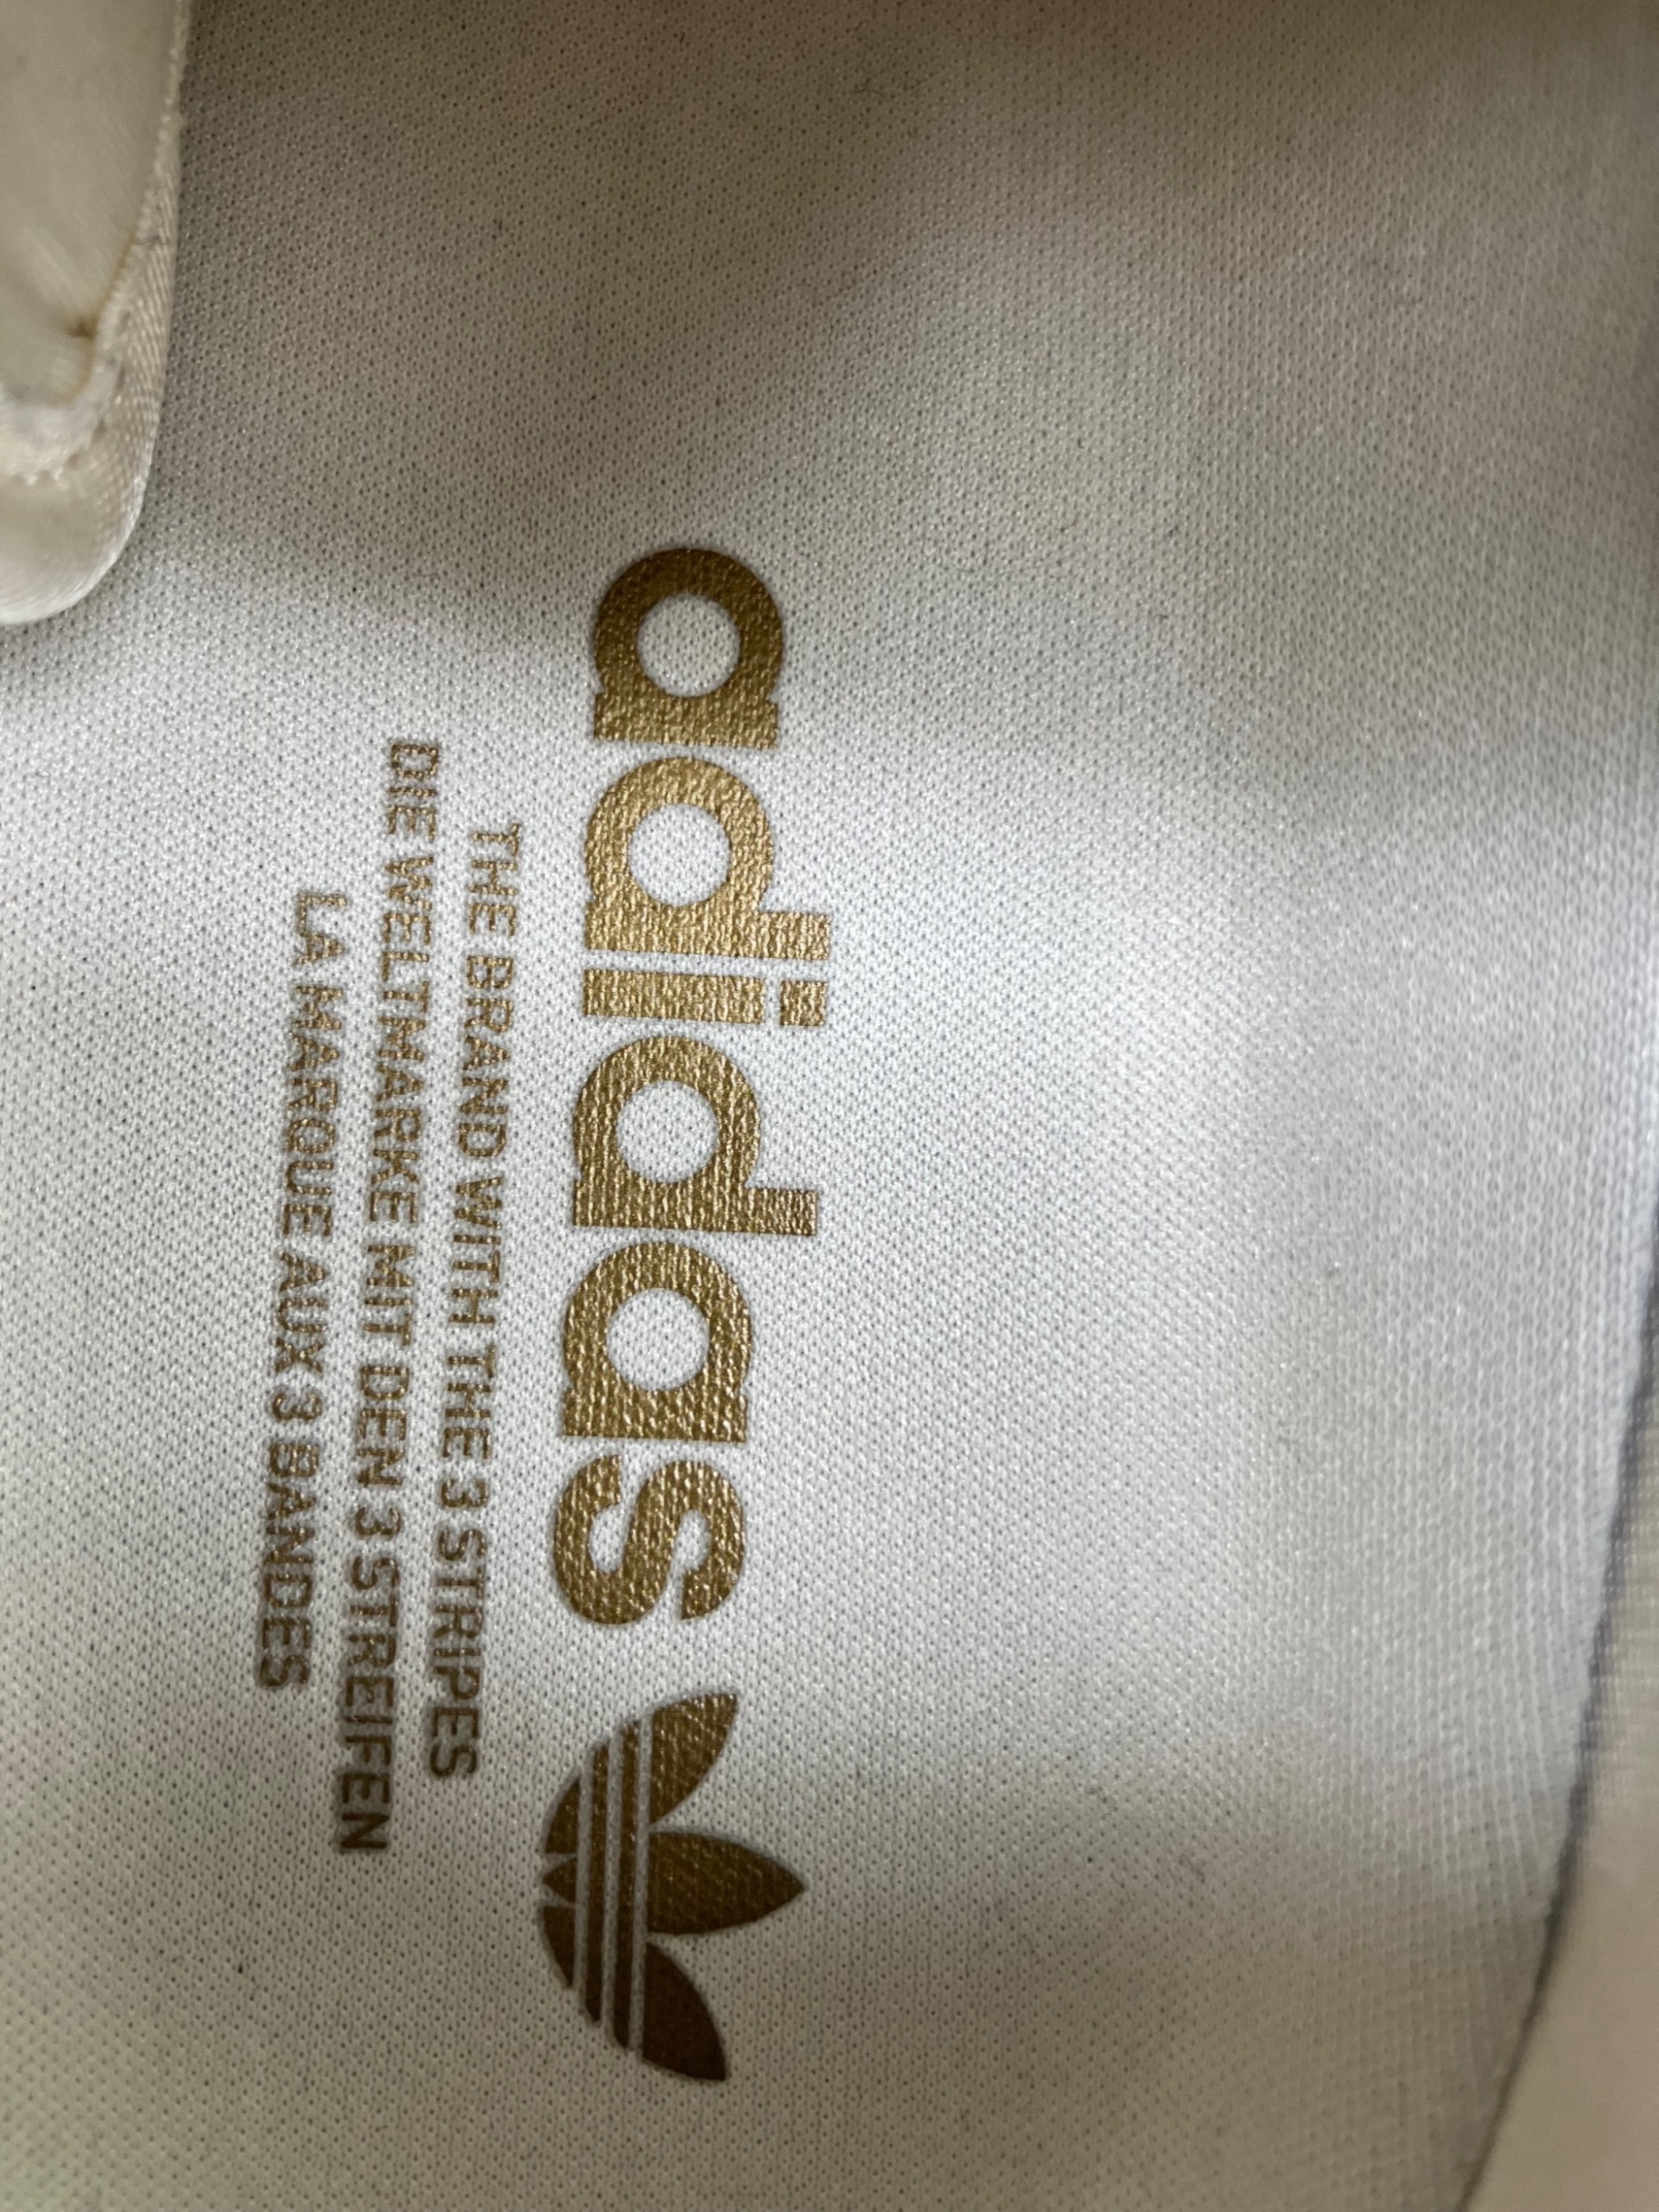 adidas
THE BRAND WITH THE 3 STRIPES
DIE WELTMARKE MIT DEN 3 STREIFEN
LA MARQUE AUX 3 BANDES